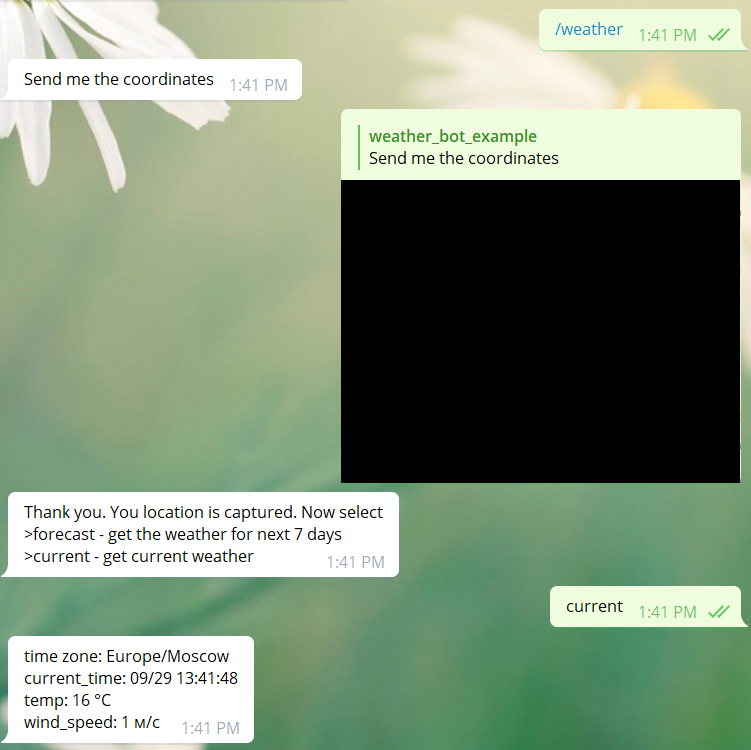 /weather 1:41 PM
Send me the coordinates 1:41 PM
weather_bot_example
Send me the coordinates
Thank you. You location is captured. Now select
>forecast - get the weather for next 7 days
>current - get current weather 1:41 PM
current 1:41 PM
time zone: Europe/Moscow
current_time: 09/29 13:41:48
temp: 16 °C
wind_speed: 1 м/с 1:41 PM